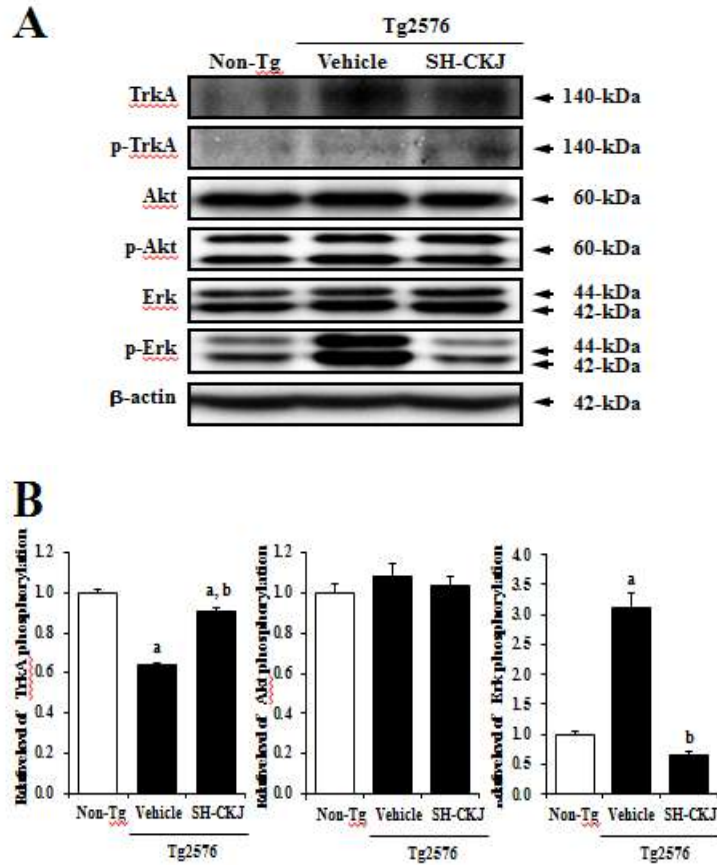 A
Tg2576
Non-Tg Vehicle SH-CKJ
TrkA 140-kDa
p-TrkA 140-kDa
Akt 60-kDa
p-Akt 60-kDa
Erk 44-kDa
42-kDa
p-Erk 44-kDa
42-kDa
β-actin 42-kDa
B
Relative level of TrkA phosphorylation
1.2
1.0
0.8
0.6
0.4
0.2
0.0
a
a, b
Non-Tg Vehicle SH-CKJ
Tg2576
Relative level of Akt phosphorylation
1.2
1.0
0.8
0.6
0.4
0.2
0.0
Non-Tg Vehicle SH-CKJ
Tg2576
Relative level of Erk phosphorylation
4.0
3.5
3.0
2.5
2.0
1.5
1.0
0.5
0.0
a
b
Non-Tg Vehicle SH-CKJ
Tg2576